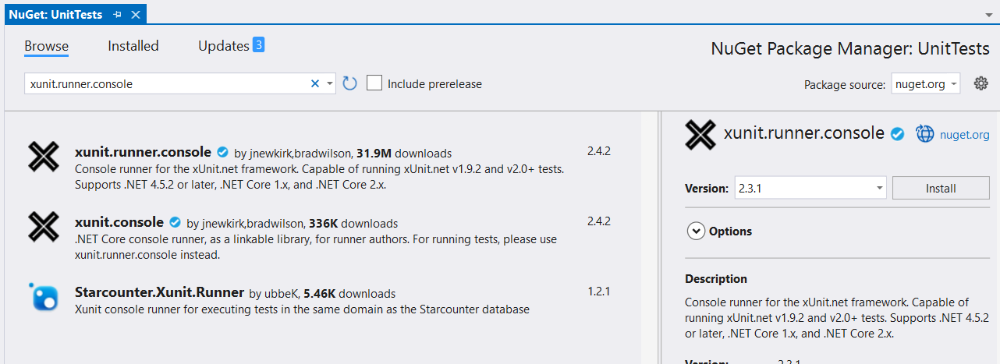 NuGet: UnitTests
Browse Installed Updates 3
NuGet Package Manager: UnitTests
xunit.runner.console Include prerelease
Package source: nuget.org
xunit.runner.console by jnewkirk,bradwilson, 31.9M downloads 2.4.2
Console runner for the xUnit.net framework. Capable of running xUnit.net v1.9.2 and v2.0+ tests.
Supports .NET 4.5.2 or later, .NET Core 1.x, and .NET Core 2.x.
xunit.console by jnewkirk,bradwilson, 336K downloads 2.4.2
.NET Core console runner, as a linkable library, for runner authors. For running tests, please use
xunit.runner.console instead.
Starcounter.Xunit.Runner by ubbeK, 5.46K downloads 1.2.1
Xunit console runner for executing tests in the same domain as the Starcounter database
xunit.runner.console nuget.org
Version: 2.3.1 Install
Options
Description
Console runner for the xUnit.net framework. Capable of
running xUnit.net v1.9.2 and v2.0+ tests. Supports .NET 4.5.2
or later, .NET Core 1.x, and .NET Core 2.x.
Version: 2.3.1